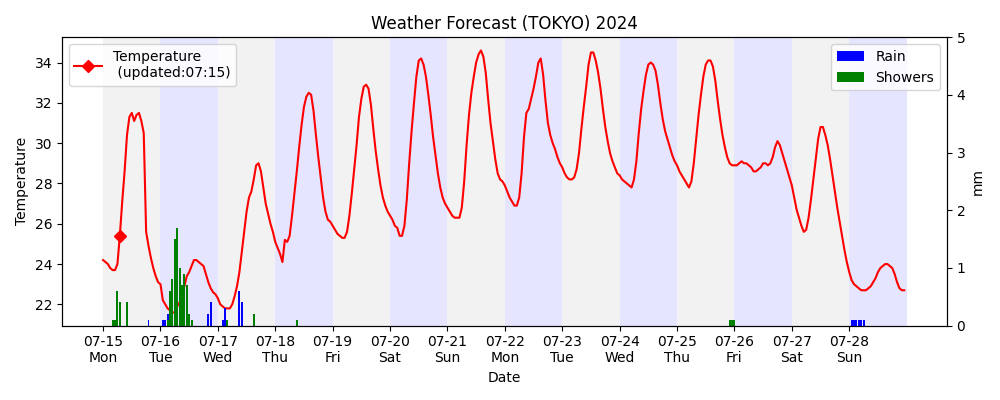 Weather Forecast (TOKYO) 2024
Temperature
(updated:07:15)
Rain
Showers
Temperature
34
32
30
28
26
24
22
5
4
3
2
1
0
mm
07-15 07-16 07-17 07-18 07-19 07-20 07-21 07-22 07-23 07-24 07-25 07-26 07-27 07-28
Mon Tue Wed Thu Fri Sat Sun Mon Tue Wed Thu Fri Sat Sun
Date